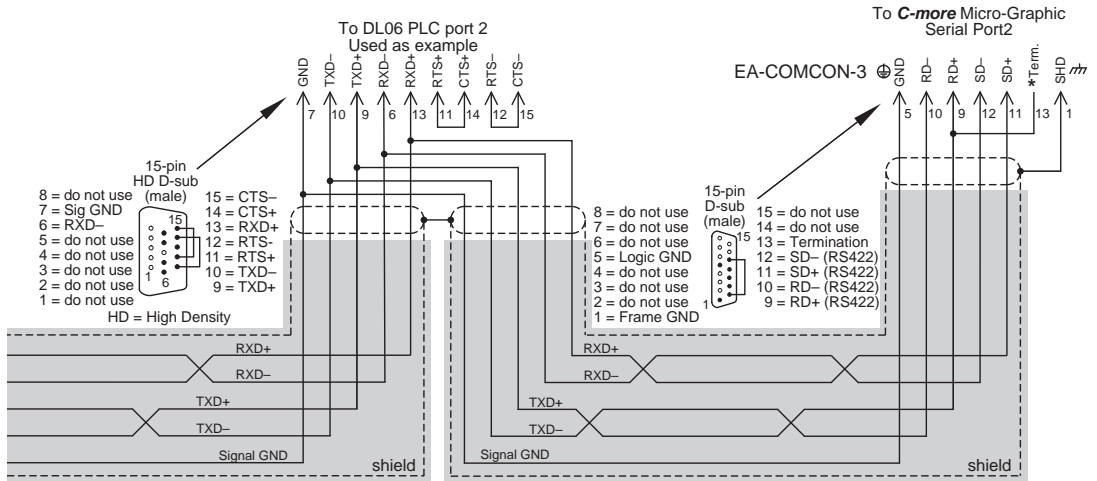 To DL06 PLC port 2
Used as example
GND TXD– TXD+ RXD– RXD+ RTS+ CTS+ RTS– CTS–
7 10 9 6 13 11 14 12 15
To C-more Micro-Graphic
Serial Port2
EA-COMCON-3
GND RD– RD+ SD– SD+ *Term. SHD
5 10 9 12 11 13 1
15-pin
HD D-sub
(male)
8 = do not use
7 = Sig GND
6 = RXD–
5 = do not use
4 = do not use
3 = do not use
2 = do not use
1 = do not use
15
1
6
15 = CTS–
14 = CTS+
13 = RXD+
12 = RTS-
11 = RTS+
10 = TXD–
9 = TXD+
HD = High Density
15-pin
D-sub
(male)
8 = do not use
7 = do not use
6 = do not use
5 = Logic GND
4 = do not use
3 = do not use
2 = do not use
1 = Frame GND
15
1
15 = do not use
14 = do not use
13 = Termination
12 = SD– (RS422)
11 = SD+ (RS422)
10 = RD– (RS422)
9 = RD+ (RS422)
RXD+
RXD–
TXD+
TXD–
Signal GND
shield
RXD+
RXD–
TXD+
TXD–
Signal GND
shield